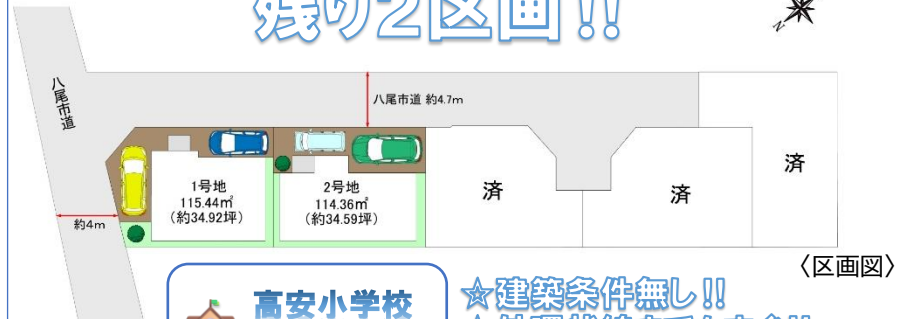 残り2区画!!
N
八尾市道
八尾市道 約4.7m
1号地
115.44㎡
(約34.92坪)
2号地
114.36㎡
(約34.59坪)
済
済
済
約4m
〈区画図〉
高安小学校
☆建築条件無し!!